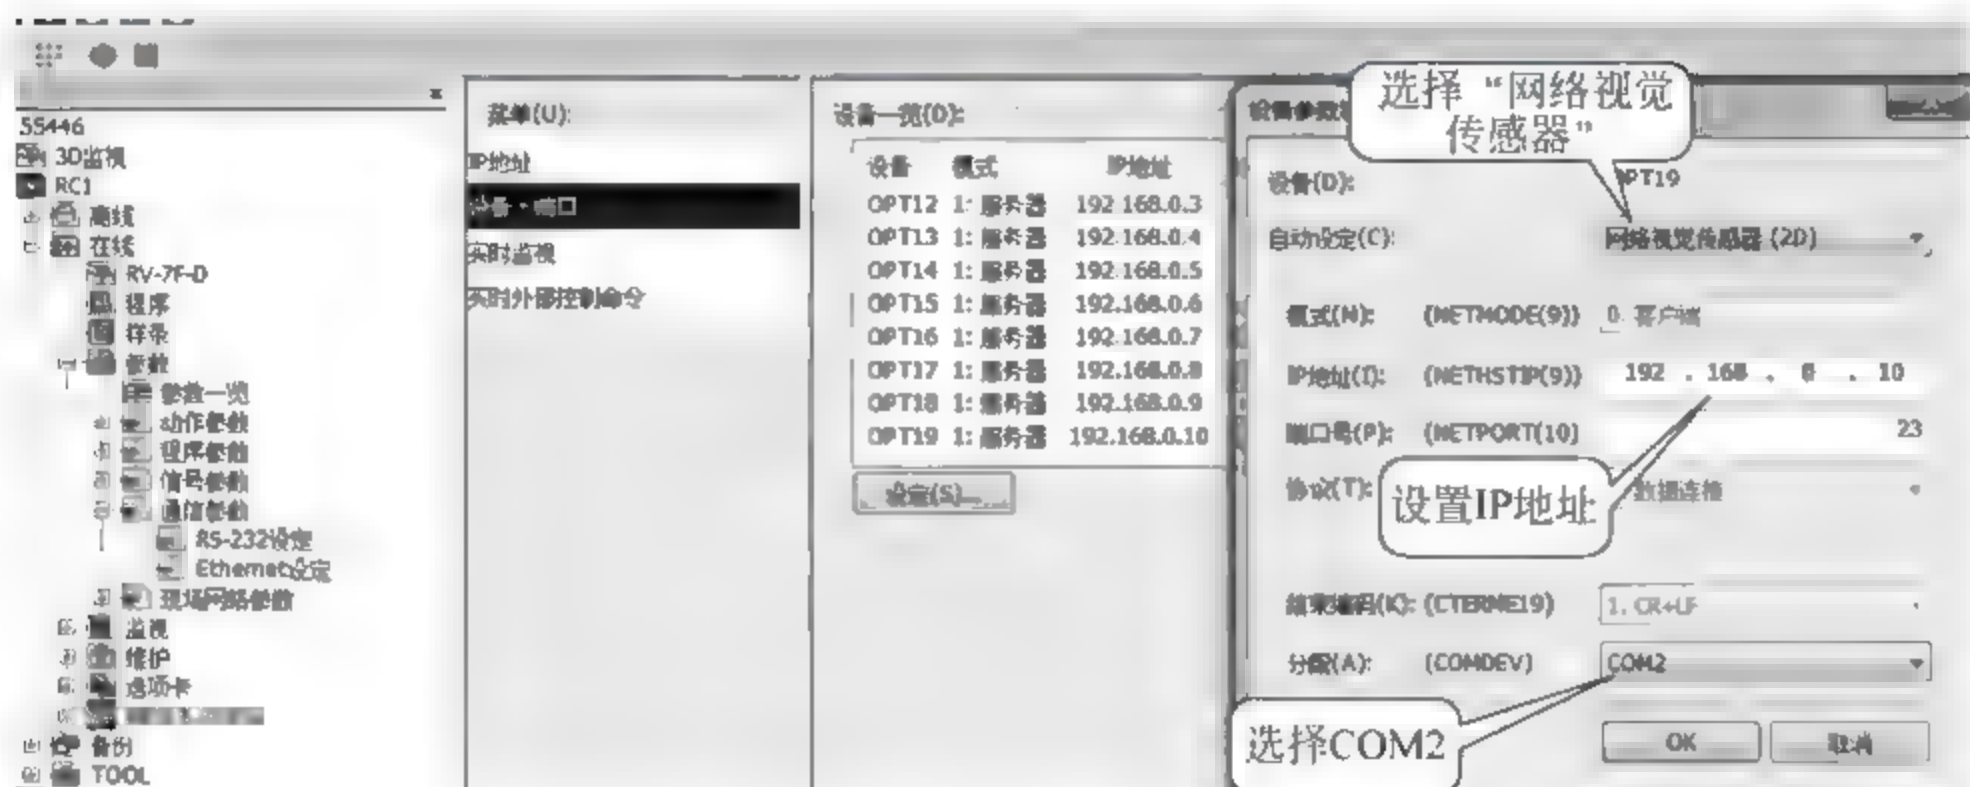 55446
3D监视
RC1
离线
在线
RV-7F-D
程序
样条
参数
参数一览
动作参数
程序参数
信号参数
通信参数
RS-232设定
Ethernet设定
现场网络参数
监视
维护
选项卡
备份
TOOL
菜单(U):
IP地址
设备・端口
实时监视
实时外部控制命令
设备一览(D):
设备 模式 IP地址
OPT12 1: 服务器 192.168.0.3
OPT13 1: 服务器 192.168.0.4
OPT14 1: 服务器 192.168.0.5
OPT15 1: 服务器 192.168.0.6
OPT16 1: 服务器 192.168.0.7
OPT17 1: 服务器 192.168.0.8
OPT18 1: 服务器 192.168.0.9
OPT19 1: 服务器 192.168.0.10
设定(S)...
设备参数
选择“网络视觉
传感器”
设备(D): OPT19
自动设定(C): 网络视觉传感器 (2D)
模式(M): (NETMODE(9)) 0. 客户端
IP地址(I): (NETHSTIP(9)) 192 . 168 . 0 . 10
端口号(P): (NETPORT(10) 23
协议(T): 数据连接
设置IP地址
结束编码(K): (CTERME19) 1. CR+LF
分配(A): (COMDEV) COM2
选择COM2
OK 取消